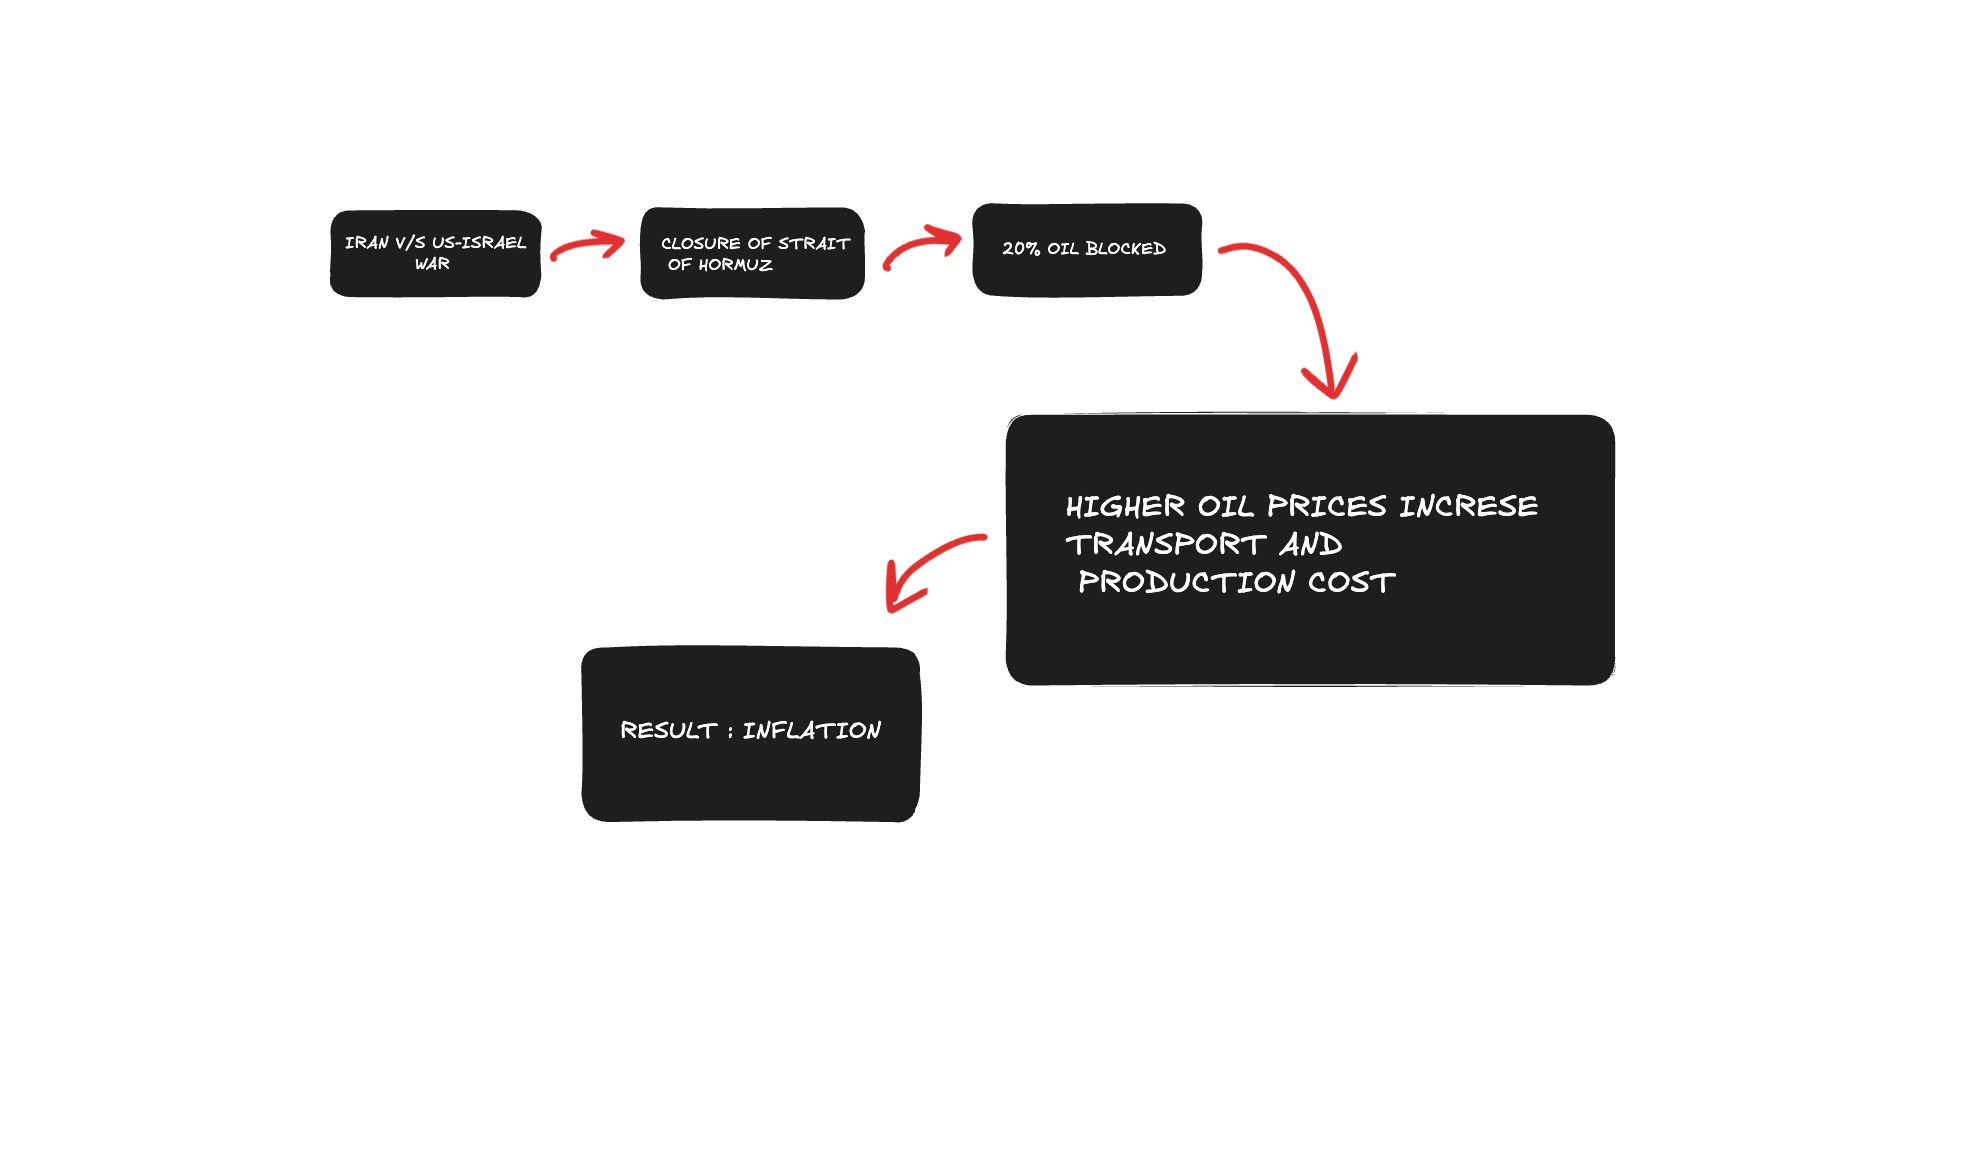 IRAN V/S US-ISRAEL
WAR
CLOSURE OF STRAIT
OF HORMUZ
20% OIL BLOCKED
HIGHER OIL PRICES INCRESE
TRANSPORT AND
PRODUCTION COST
RESULT : INFLATION